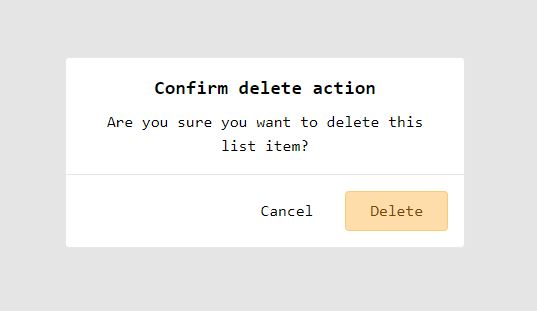 Confirm delete action
Are you sure you want to delete this
list item?
Cancel
Delete